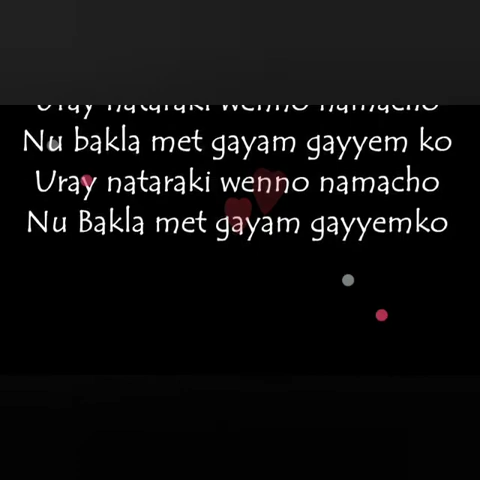 Uray nataraki wenno namacho
Nu bakla met gayam gayyem ko
Uray nataraki wenno namacho
Nu Bakla met gayam gayyemko